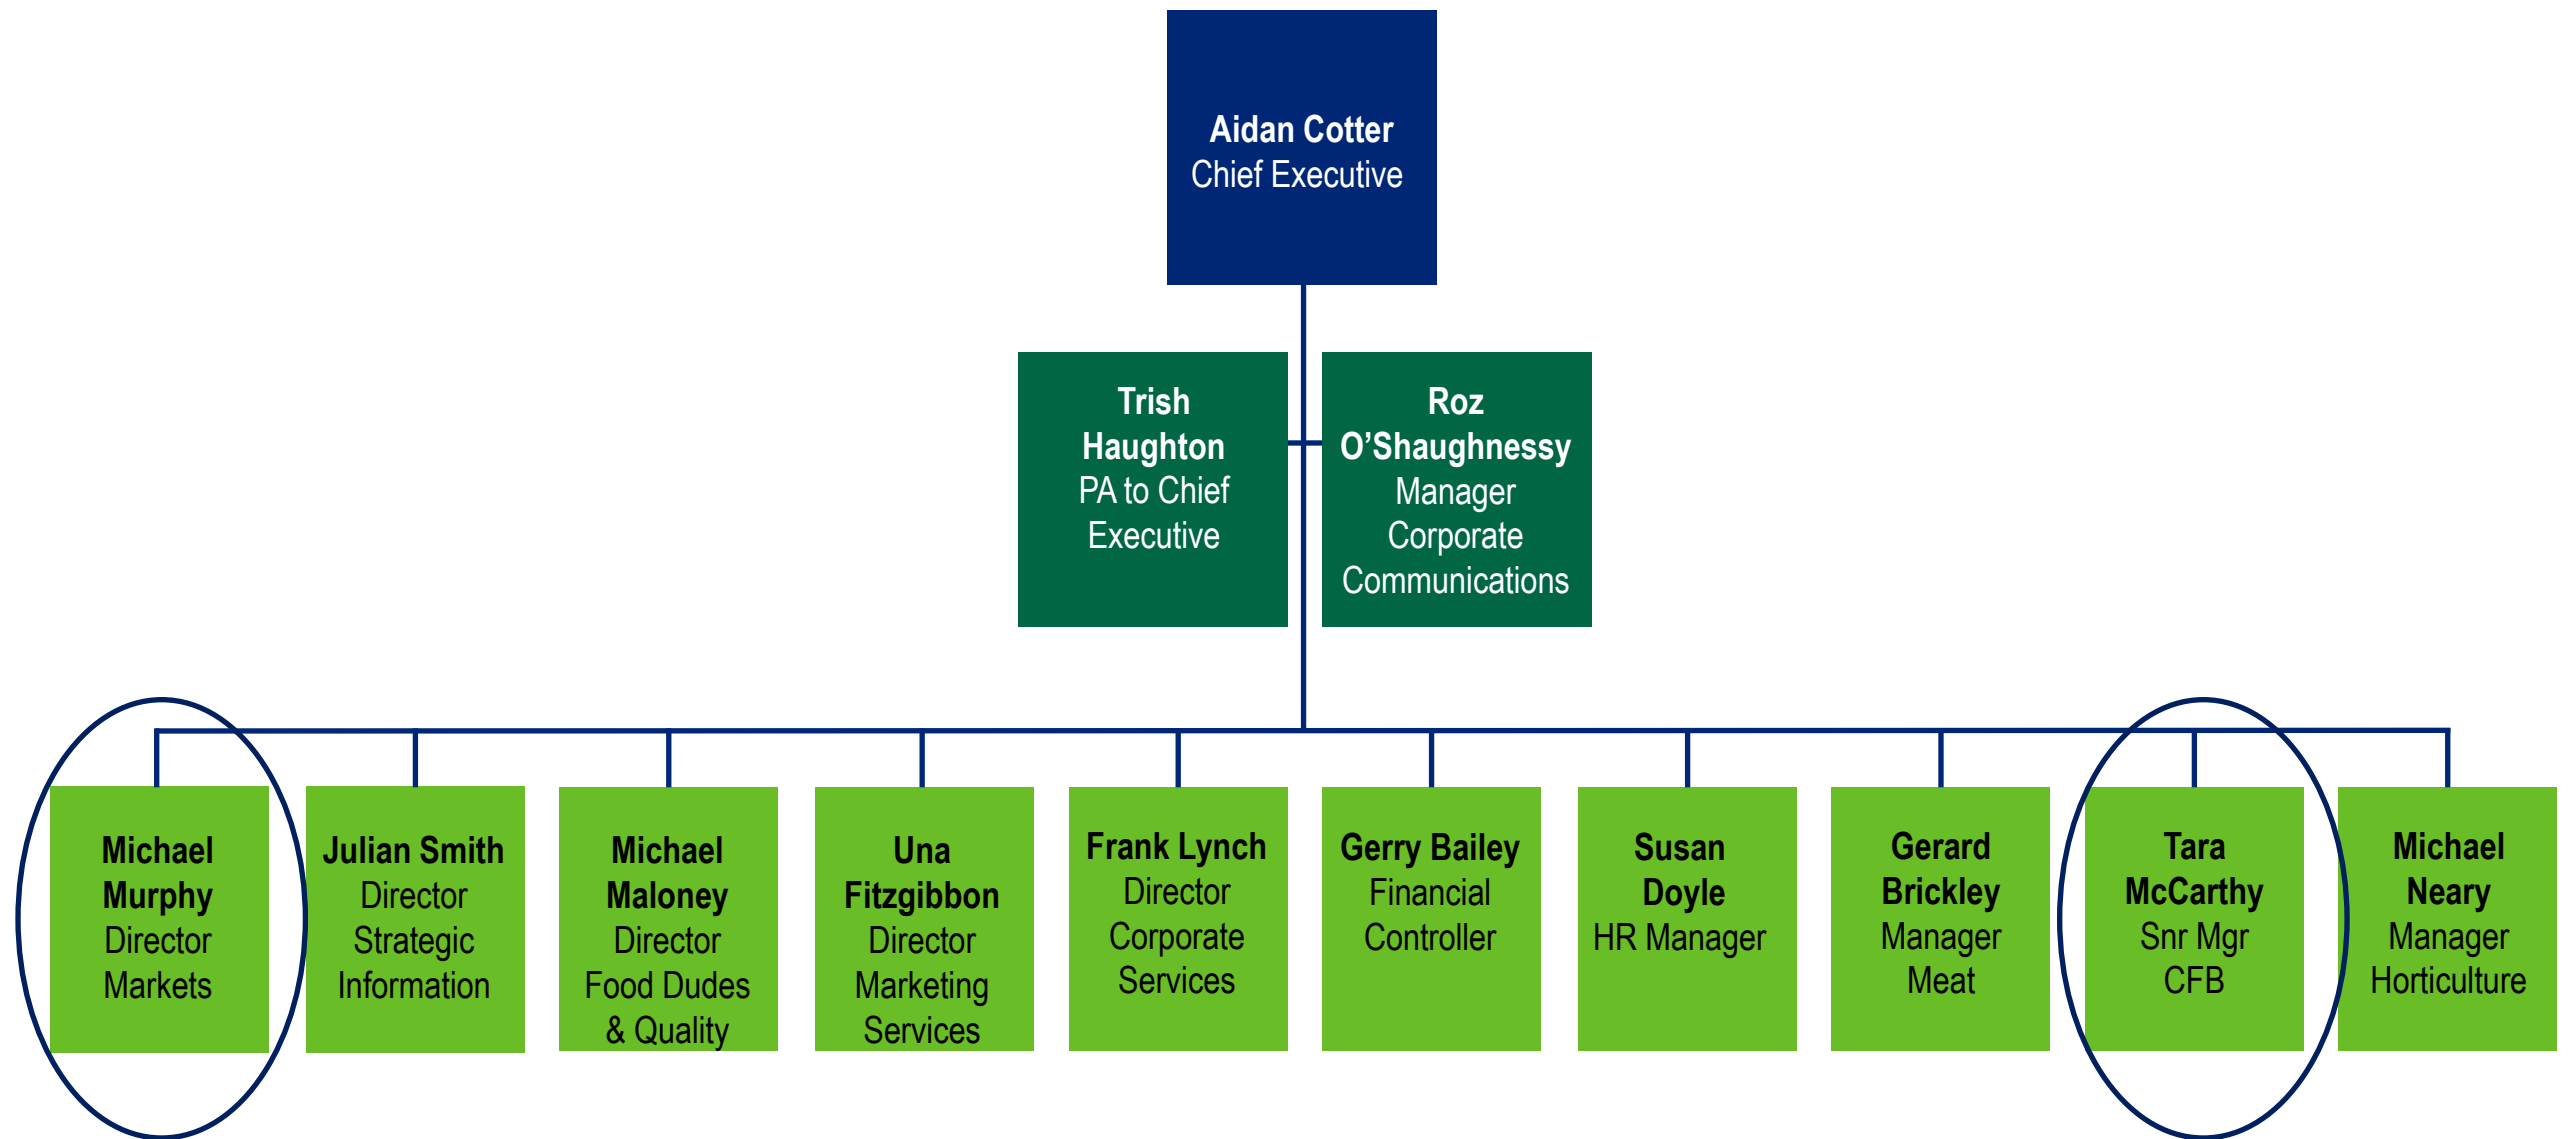 Aidan Cotter
Chief Executive
Trish
Haughton
PA to Chief
Executive
Roz
O’Shaughnessy
Manager
Corporate
Communications
Michael
Murphy
Director
Markets
Julian Smith
Director
Strategic
Information
Michael
Maloney
Director
Food Dudes
& Quality
Una
Fitzgibbon
Director
Marketing
Services
Frank Lynch
Director
Corporate
Services
Gerry Bailey
Financial
Controller
Susan
Doyle
HR Manager
Gerard
Brickley
Manager
Meat
Tara
McCarthy
Snr Mgr
CFB
Michael
Neary
Manager
Horticulture